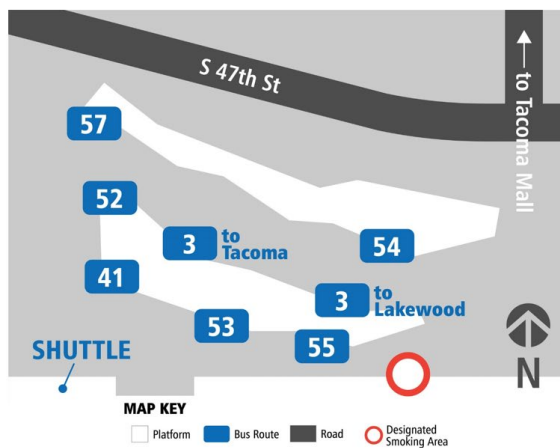 S 47th St
to Tacoma Mall
57
52
3
to
Tacoma
54
41
3
to
Lakewood
53
55
SHUTTLE
N
MAP KEY
Platform
Bus Route
Road
Designated
Smoking Area